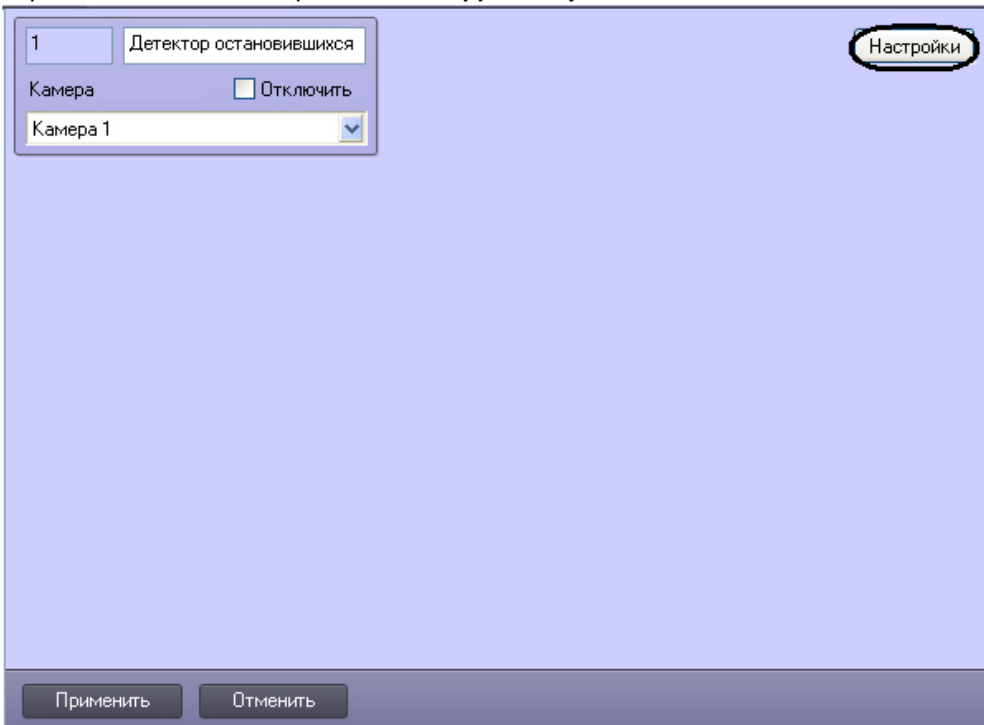 1
Детектор остановившихся
Настройки
Камера
Отключить
Камера 1
Применить
Отменить